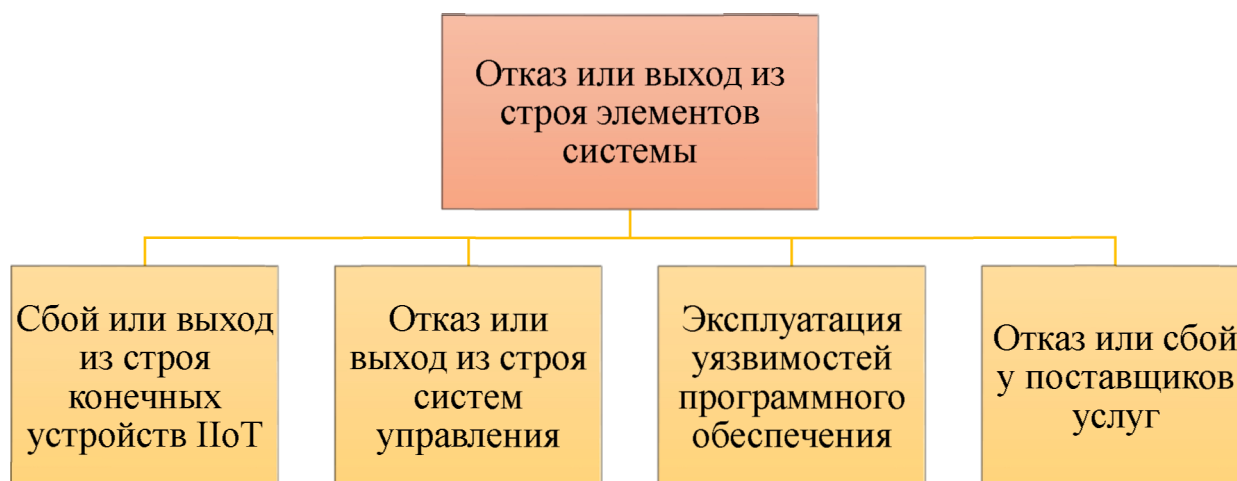 Отказ или выход из
строя элементов
системы
Сбой или выход
из строя
конечных
устройств IIoT
Отказ или
выход из строя
систем
управления
Эксплуатация
уязвимостей
программного
обеспечения
Отказ или сбой
у поставщиков
услуг